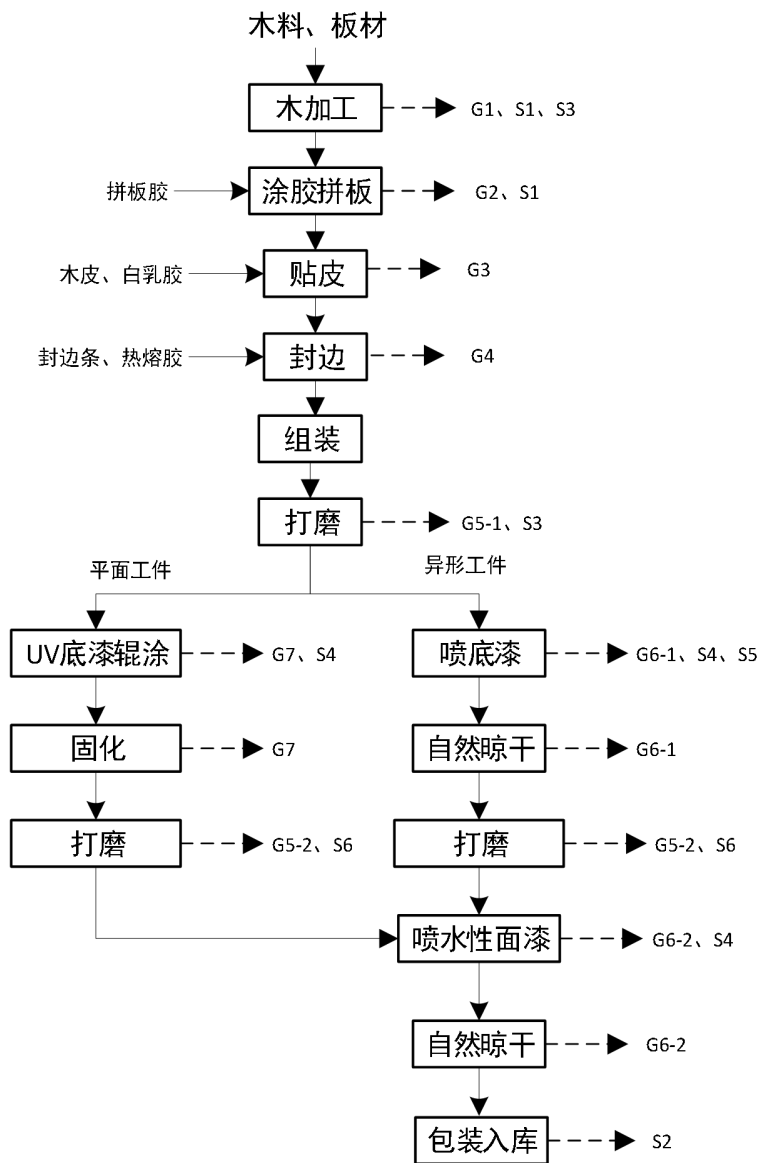 木料、板材
木加工
G1、S1、S3
拼板胶
涂胶拼板
G2、S1
木皮、白乳胶
贴皮
G3
封边条、热熔胶
封边
G4
组装
打磨
G5-1、S3
平面工件
异形工件
UV底漆辊涂
G7、S4
喷底漆
G6-1、S4、S5
固化
G7
自然晾干
G6-1
打磨
G5-2、S6
打磨
G5-2、S6
喷水性面漆
G6-2、S4
自然晾干
G6-2
包装入库
S2